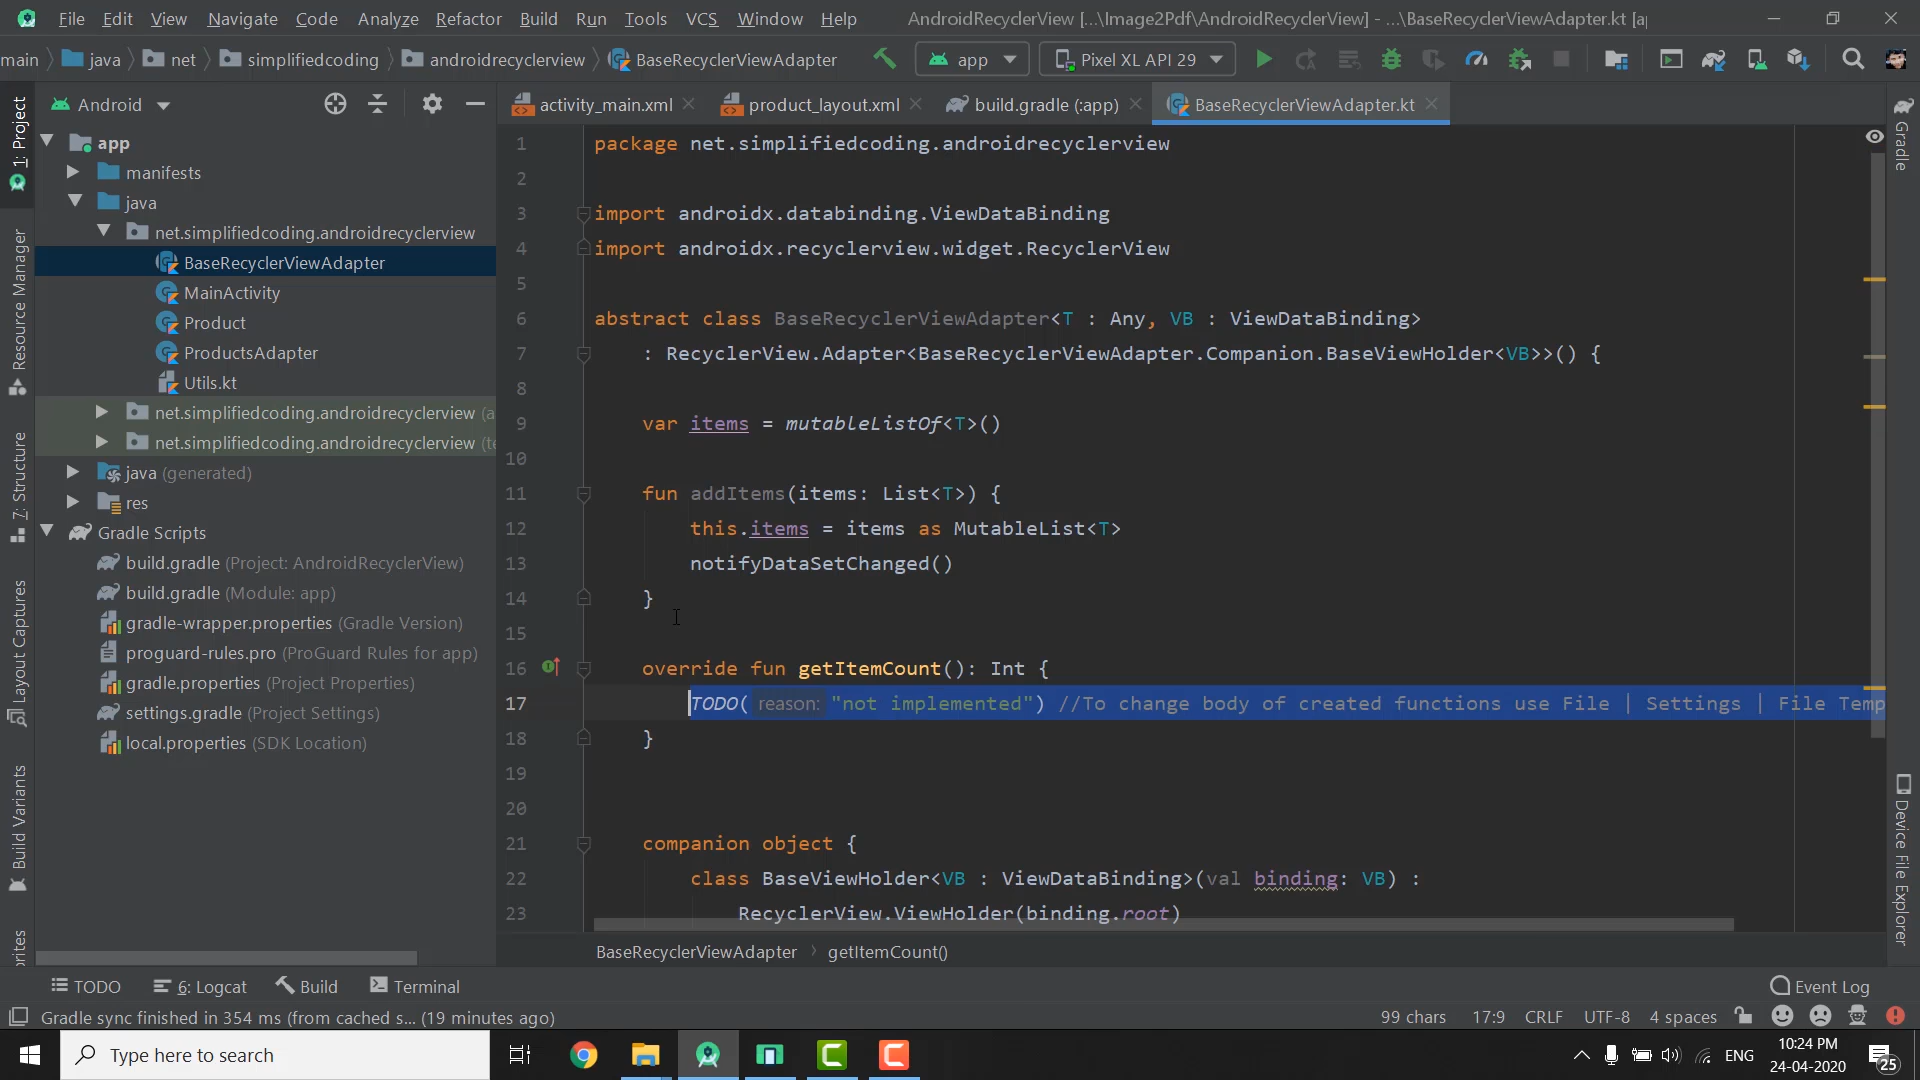 File Edit View Navigate Code Analyze Refactor Build Run Tools VCS Window Help AndroidRecyclerView [...\Image2Pdf\AndroidRecyclerView] - ...\BaseRecyclerViewAdapter.kt [a
main java net simplifiedcoding androidrecyclerview BaseRecyclerViewAdapter app Pixel XL API 29
Android
activity_main.xml product_layout.xml build.gradle (:app) BaseRecyclerViewAdapter.kt
1: Project
Resource Manager
Z: Structure
Layout Captures
Build Variants
app
manifests
java
net.simplifiedcoding.androidrecyclerview
BaseRecyclerViewAdapter
MainActivity
Product
ProductsAdapter
Utils.kt
net.simplifiedcoding.androidrecyclerview (a
net.simplifiedcoding.androidrecyclerview (te
java (generated)
res
Gradle Scripts
build.gradle (Project: AndroidRecyclerView)
build.gradle (Module: app)
gradle-wrapper.properties (Gradle Version)
proguard-rules.pro (ProGuard Rules for app)
gradle.properties (Project Properties)
settings.gradle (Project Settings)
local.properties (SDK Location)
1 package net.simplifiedcoding.androidrecyclerview
2
3 import androidx.databinding.ViewDataBinding
4 import androidx.recyclerview.widget.RecyclerView
5
6 abstract class BaseRecyclerViewAdapter<T : Any, VB : ViewDataBinding>
7 : RecyclerView.Adapter<BaseRecyclerViewAdapter.Companion.BaseViewHolder<VB>>() {
8
9 var items = mutableListOf<T>()
10
11 fun addItems(items: List<T>) {
12 this.items = items as MutableList<T>
13 notifyDataSetChanged()
14 }
15
16 override fun getItemCount(): Int {
17 TODO( reason: "not implemented") //To change body of created functions use File | Settings | File Temp
18 }
19
20
21 companion object {
22 class BaseViewHolder<VB : ViewDataBinding>(val binding: VB) :
23 RecyclerView.ViewHolder(binding.root)
Gradle
Device File Explorer
BaseRecyclerViewAdapter getItemCount()
TODO 6: Logcat Build Terminal Event Log
Gradle sync finished in 354 ms (from cached s... (19 minutes ago) 99 chars 17:9 CRLF UTF-8 4 spaces
Type here to search
ENG
10:24 PM
24-04-2020
25